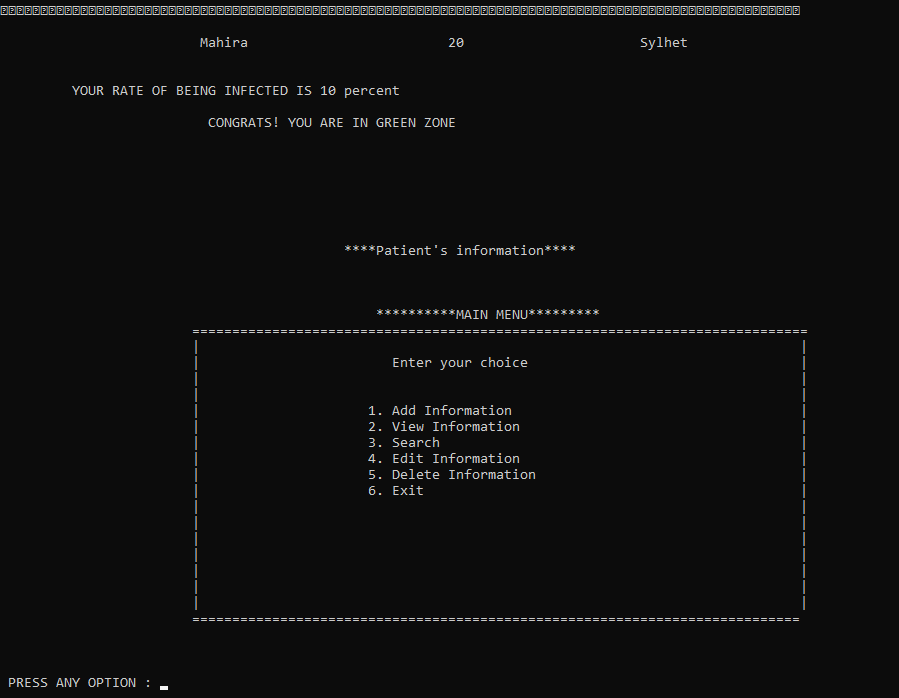 Mahira 20 Sylhet
YOUR RATE OF BEING INFECTED IS 10 percent
CONGRATS! YOU ARE IN GREEN ZONE
****Patient's information****
**********MAIN MENU*********
Enter your choice
1. Add Information
2. View Information
3. Search
4. Edit Information
5. Delete Information
6. Exit
PRESS ANY OPTION :